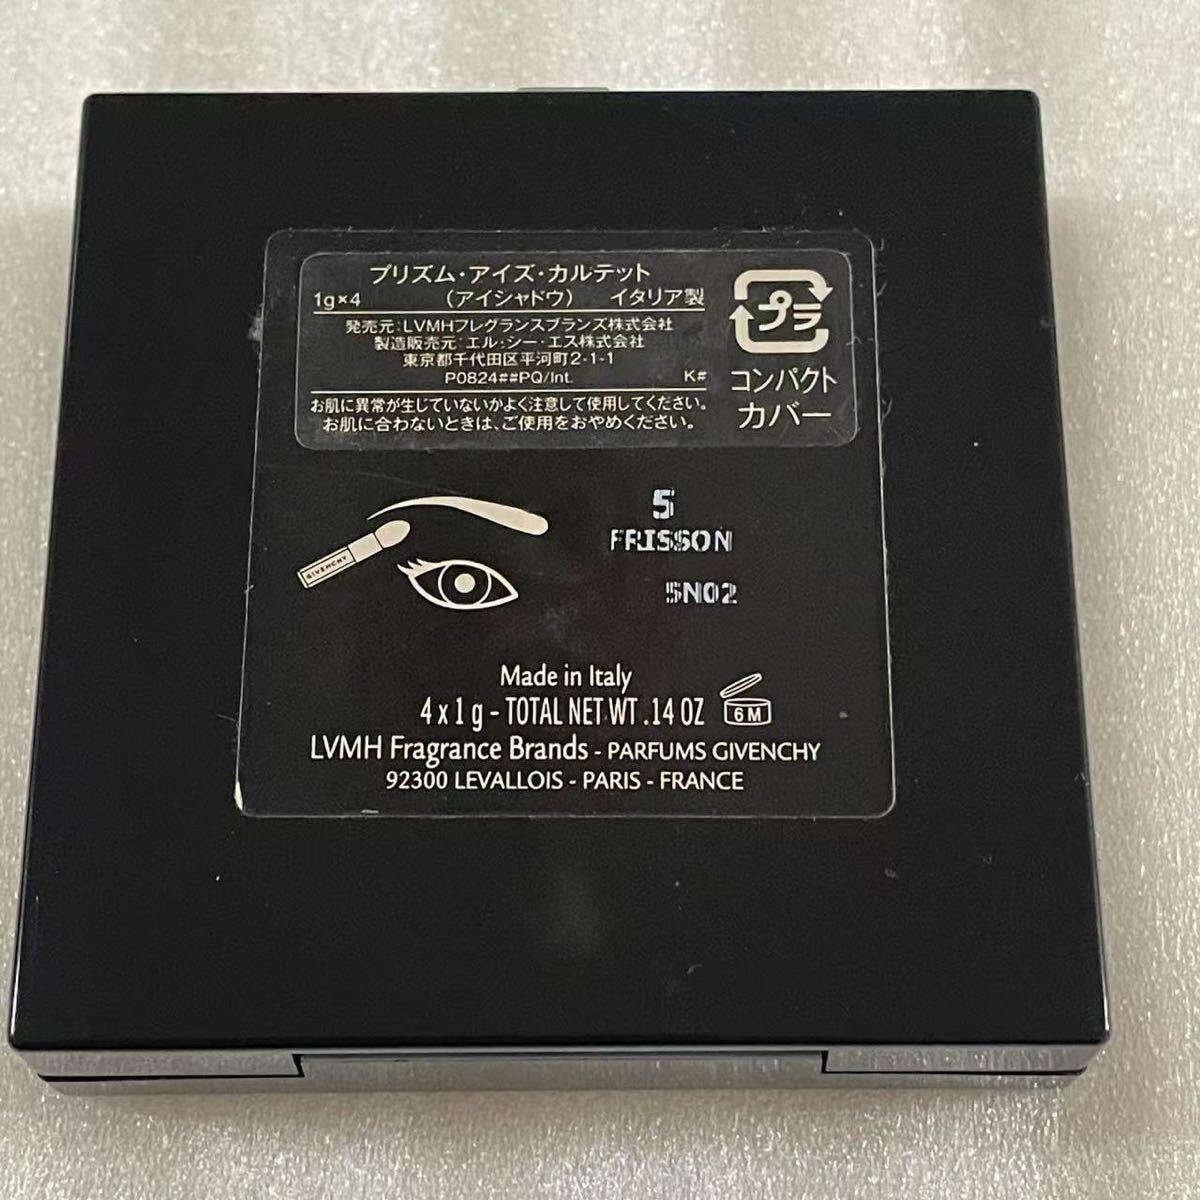 プリズム・アイズ・カルテット
1g×4 （アイシャドウ） イタリア製
発売元：LVMHフレグランスブランズ株式会社
製造販売元：エル・シー・エス株式会社
東京都千代田区平河町2-1-1
P0824##PQ/Int. K#
お肌に異常が生じていないかよく注意して使用してください。
お肌に合わないときは、ご使用をおやめください。
プラ
コンパクト
カバー
GIVENCHY
5
FRISSON
5N02
Made in Italy
4 x 1 g - TOTAL NET WT .14 OZ
6 M
LVMH Fragrance Brands - PARFUMS GIVENCHY
92300 LEVALLOIS - PARIS - FRANCE